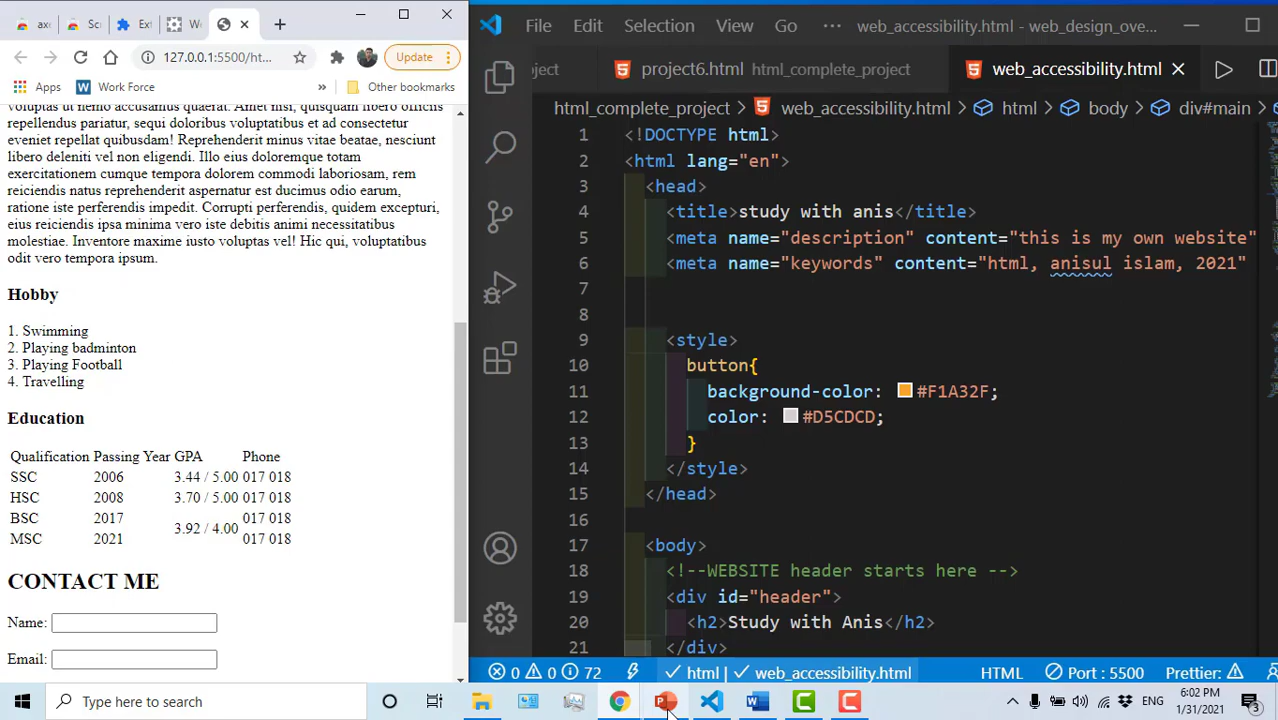 axe
Scr
Ext
We
127.0.0.1:5500/ht...
Update
Apps
Work Force
»
Other bookmarks
voluptas ut nemo accusantius quaerat. Amet nisi, quisquam libero officiis
repellendus pariatur, sequi doloribus voluptatibus et ad consectetur
eveniet repellat quibusdam! Reprehenderit minus vitae beatae, nesciunt
libero deleniti vel non eligendi. Illo eius doloremque totam
exercitationem cumque tempora dolorem commodi laboriosam, rem
reiciendis natus reprehenderit aspernatur est ducimus odio earum,
ratione iste perferendis impedit. Corrupti perferendis, quidem excepturi,
eius reiciendis ipsa minima vero iste debitis animi necessitatibus
molestiae. Inventore maxime iusto voluptas vel! Hic qui, voluptatibus
odit vero tempora ipsum.
Hobby
1. Swimming
2. Playing badminton
3. Playing Football
4. Travelling
Education
Qualification Passing Year GPA Phone
SSC 2006 3.44 / 5.00 017 018
HSC 2008 3.70 / 5.00 017 018
BSC 2017 3.92 / 4.00 017 018
MSC 2021 017 018
CONTACT ME
Name:
Email:
File Edit Selection View Go ··· web_accessibility.html - web_design_ove...
oject project6.html html_complete_project web_accessibility.html
html_complete_project > web_accessibility.html > html > body > div#main
1 <!DOCTYPE html>
2 <html lang="en">
3 <head>
4 <title>study with anis</title>
5 <meta name="description" content="this is my own website"
6 <meta name="keywords" content="html, anisul islam, 2021"
7
8
9 <style>
10 button{
11 background-color: #F1A32F;
12 color: #D5CDCD;
13 }
14 </style>
15 </head>
16
17 <body>
18 <!--WEBSITE header starts here -->
19 <div id="header">
20 <h2>Study with Anis</h2>
21 </div>
0 0 72 html | web_accessibility.html HTML Port : 5500 Prettier:
Type here to search
ENG
6:02 PM
1/31/2021
3